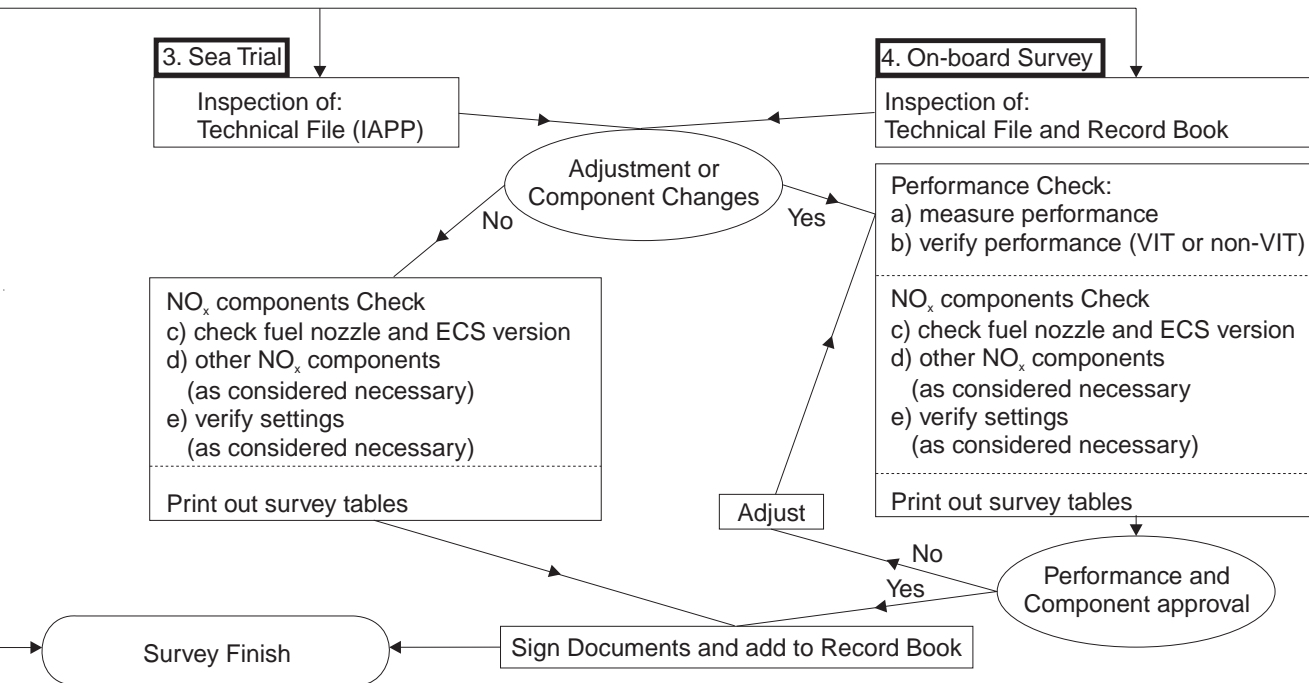 3. Sea Trial
Inspection of:
Technical File (IAPP)
4. On-board Survey
Inspection of:
Technical File and Record Book
Adjustment or
Component Changes
No
Yes
NOx components Check
c) check fuel nozzle and ECS version
d) other NOx components
(as considered necessary)
e) verify settings
(as considered necessary)
Print out survey tables
Performance Check:
a) measure performance
b) verify performance (VIT or non-VIT)
NOx components Check
c) check fuel nozzle and ECS version
d) other NOx components
(as considered necessary
e) verify settings
(as considered necessary)
Print out survey tables
Adjust
No
Yes
Performance and
Component approval
Sign Documents and add to Record Book
Survey Finish